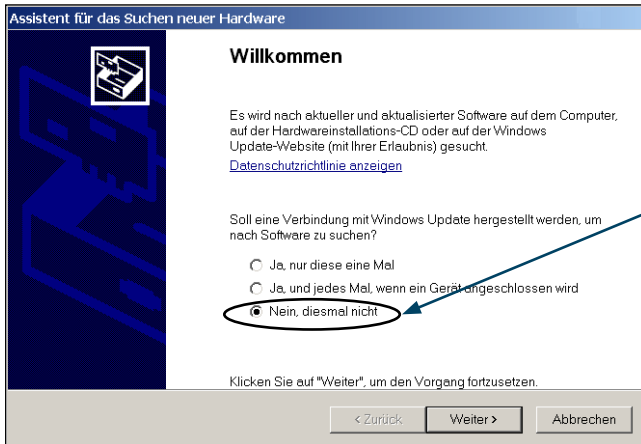 Assistent für das Suchen neuer Hardware
Willkommen
Es wird nach aktueller und aktualisierter Software auf dem Computer,
auf der Hardwareinstallations-CD oder auf der Windows
Update-Website (mit Ihrer Erlaubnis) gesucht.
Datenschutzrichtlinie anzeigen
Soll eine Verbindung mit Windows Update hergestellt werden, um
nach Software zu suchen?
Ja, nur diese eine Mal
Ja, und jedes Mal, wenn ein Gerät angeschlossen wird
Nein, diesmal nicht
Klicken Sie auf "Weiter", um den Vorgang fortzusetzen.
< Zurück
Weiter >
Abbrechen